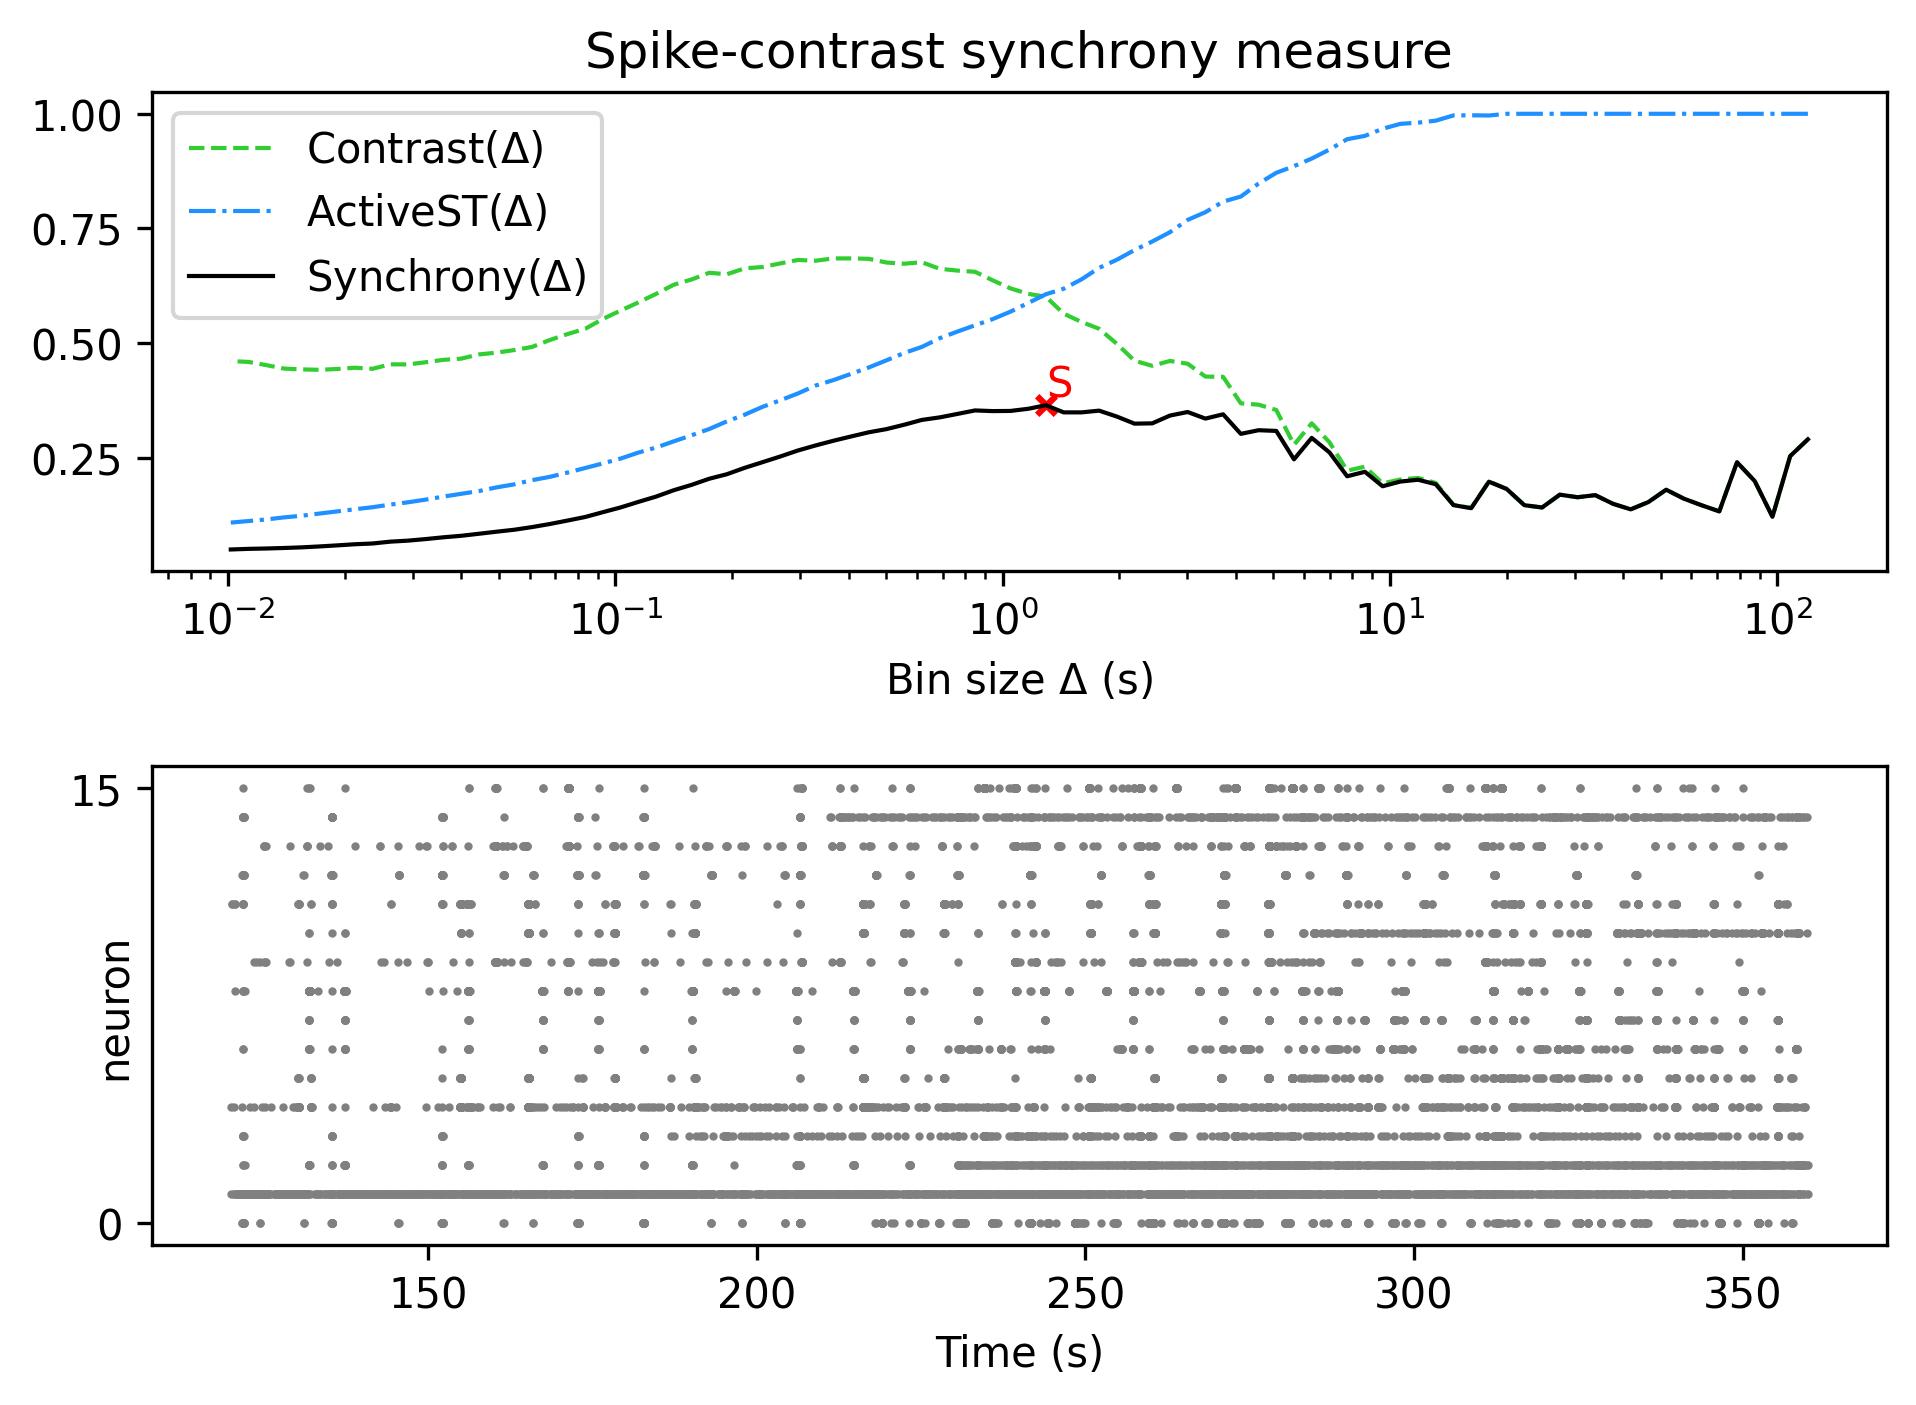 Spike-contrast synchrony measure
1.00
0.75
0.50
0.25
Contrast(Δ)
ActiveST(Δ)
Synchrony(Δ)
S
10⁻² 10⁻¹ 10⁰ 10¹ 10²
Bin size Δ (s)
15
0
neuron
150 200 250 300 350
Time (s)